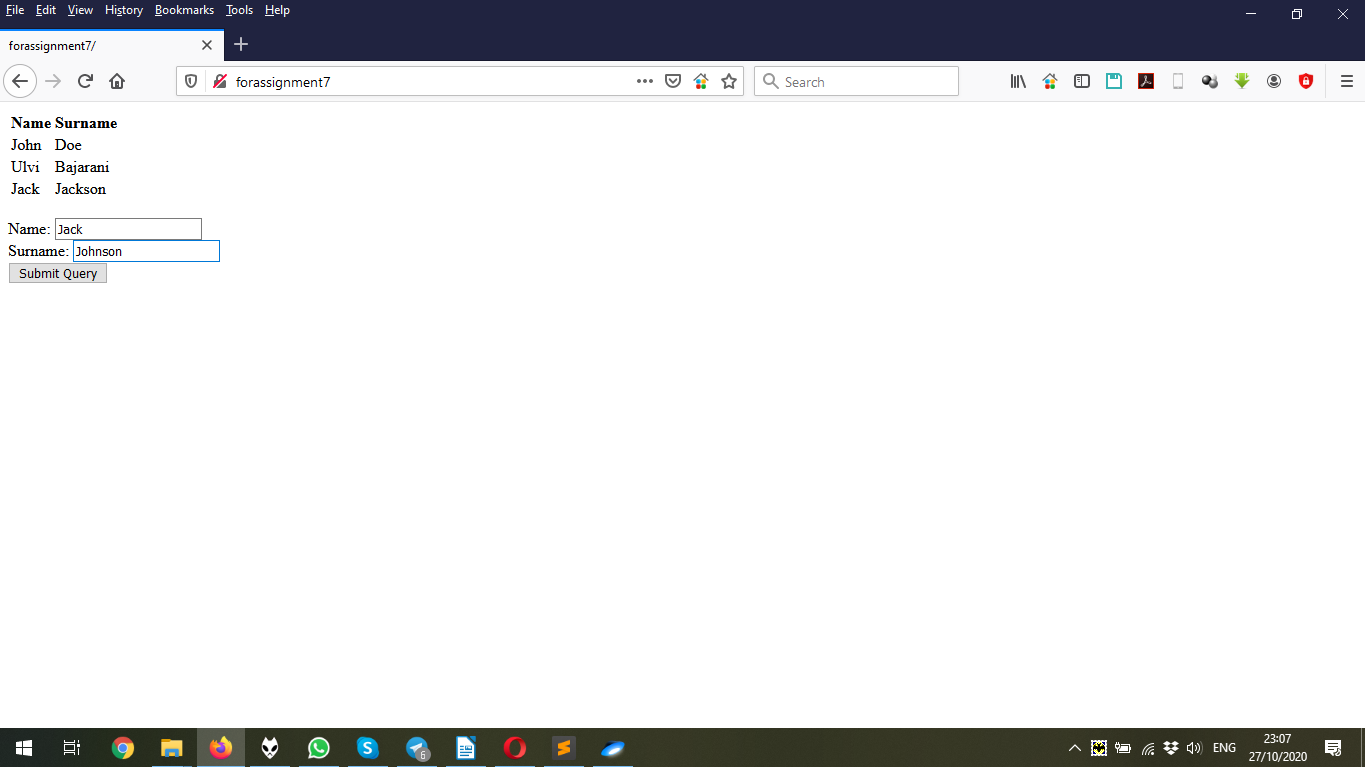 File Edit View History Bookmarks Tools Help
forassignment7/
forassignment7
Search
Name Surname
John Doe
Ulvi Bajarani
Jack Jackson
Name: Jack
Surname: Johnson
Submit Query
6
ENG
23:07
27/10/2020